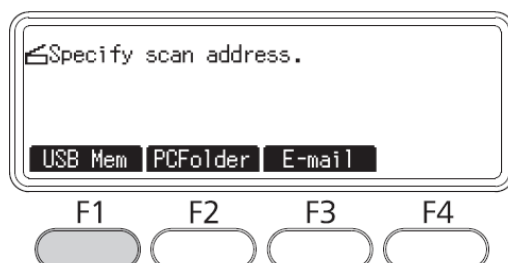 Specify scan address.
USB Mem PCFolder E-mail
F1 F2 F3 F4